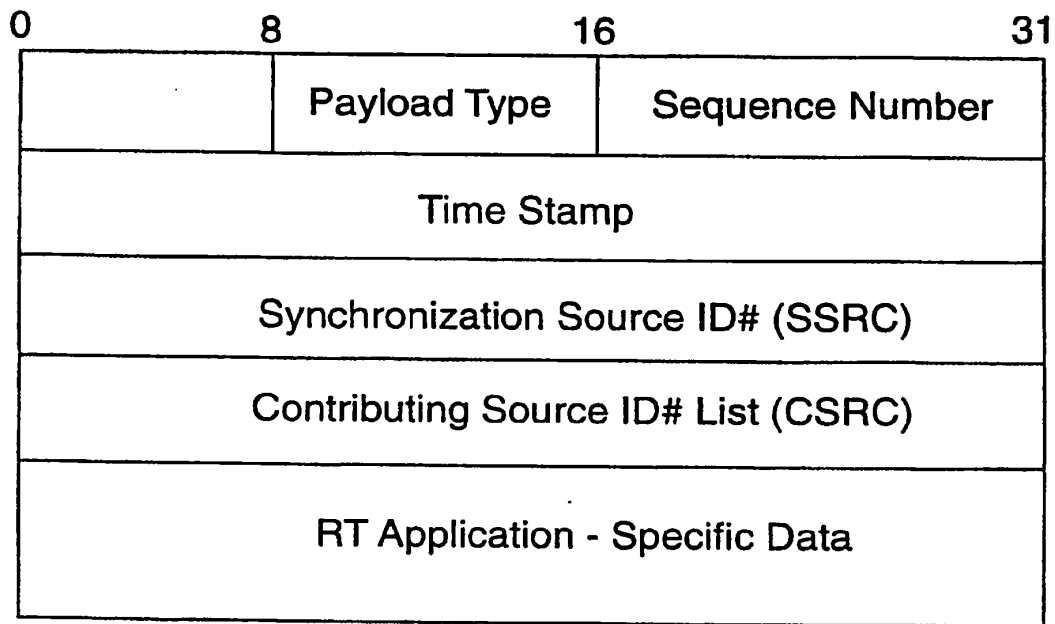 0 8 16 31
Payload Type Sequence Number
Time Stamp
Synchronization Source ID# (SSRC)
Contributing Source ID# List (CSRC)
RT Application - Specific Data